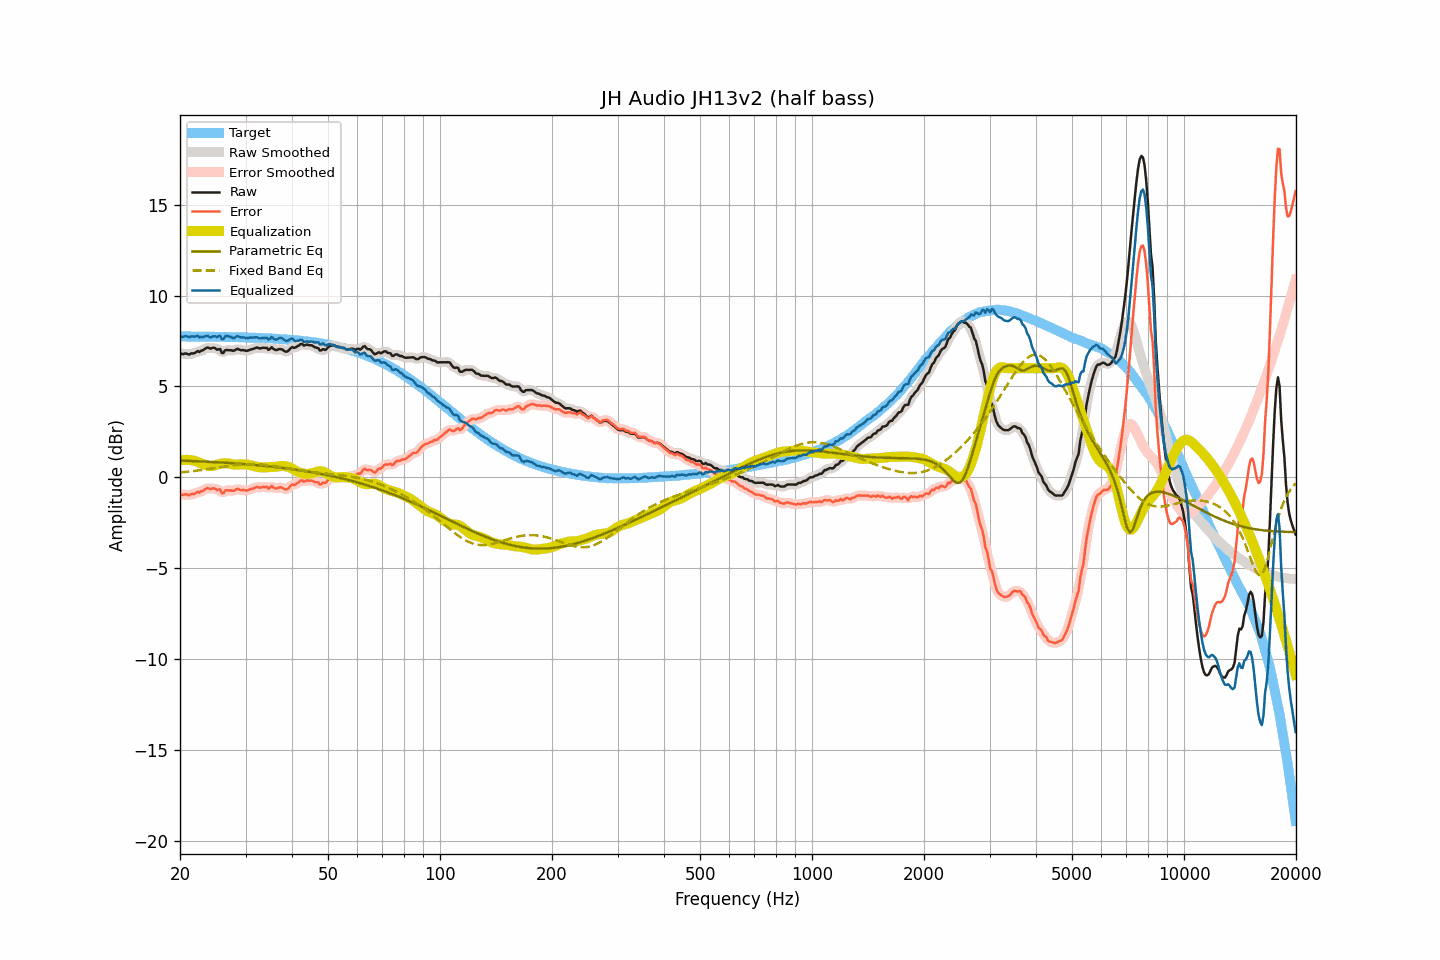 JH Audio JH13v2 (half bass)
Target
Raw Smoothed
Error Smoothed
Raw
Error
Equalization
Parametric Eq
Fixed Band Eq
Equalized
15
10
5
0
−5
−10
−15
−20
Amplitude (dBr)
20 50 100 200 500 1000 2000 5000 10000 20000
Frequency (Hz)